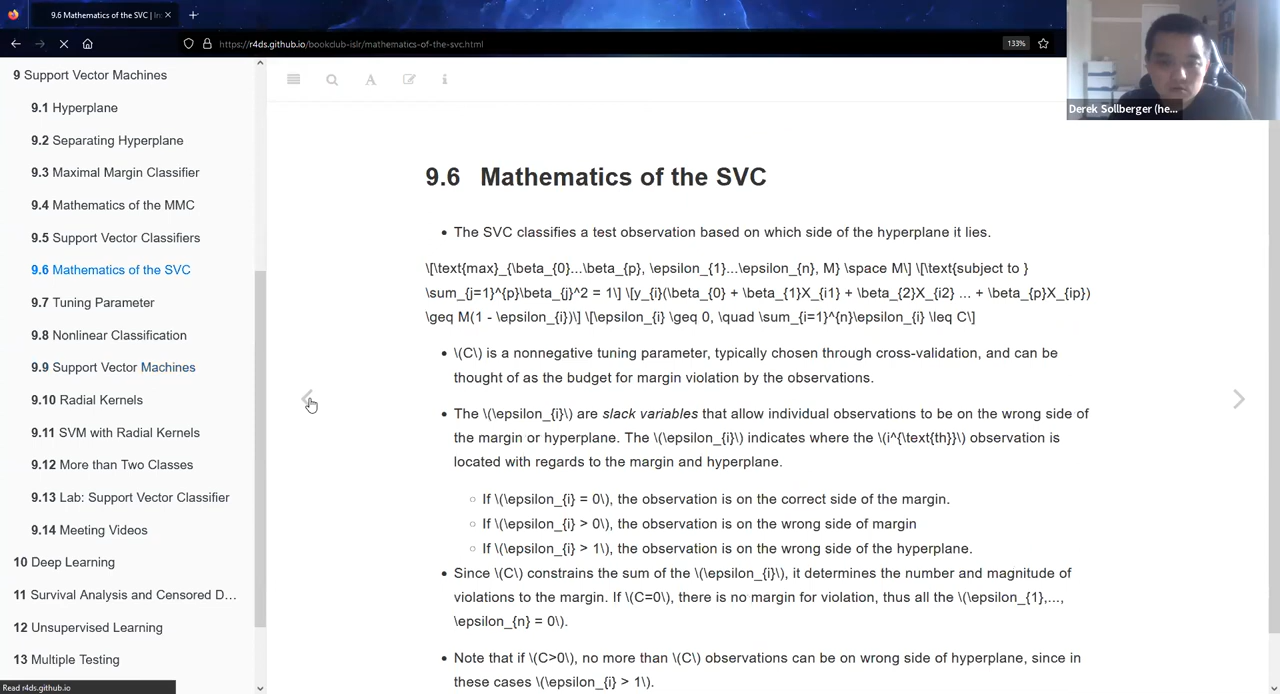 9.6 Mathematics of the SVC | In
https://r4ds.github.io/bookclub-islr/mathematics-of-the-svc.html
133%
Derek Sollberger (he...
9 Support Vector Machines
9.1 Hyperplane
9.2 Separating Hyperplane
9.3 Maximal Margin Classifier
9.4 Mathematics of the MMC
9.5 Support Vector Classifiers
9.6 Mathematics of the SVC
9.7 Tuning Parameter
9.8 Nonlinear Classification
9.9 Support Vector Machines
9.10 Radial Kernels
9.11 SVM with Radial Kernels
9.12 More than Two Classes
9.13 Lab: Support Vector Classifier
9.14 Meeting Videos
10 Deep Learning
11 Survival Analysis and Censored D...
12 Unsupervised Learning
13 Multiple Testing
Read r4ds.github.io
9.6 Mathematics of the SVC
• The SVC classifies a test observation based on which side of the hyperplane it lies.
\[\text{max}_{\beta_{0}...\beta_{p}, \epsilon_{1}...\epsilon_{n}, M} \space M\] \[\text{subject to }
\sum_{j=1}^{p}\beta_{j}^2 = 1\] \[y_{i}(\beta_{0} + \beta_{1}X_{i1} + \beta_{2}X_{i2} ... + \beta_{p}X_{ip})
\geq M(1 - \epsilon_{i})\] \[\epsilon_{i} \geq 0, \quad \sum_{i=1}^{n}\epsilon_{i} \leq C\]
• \(C\) is a nonnegative tuning parameter, typically chosen through cross-validation, and can be
thought of as the budget for margin violation by the observations.
• The \(\epsilon_{i}\) are slack variables that allow individual observations to be on the wrong side of
the margin or hyperplane. The \(\epsilon_{i}\) indicates where the \(i^{\text{th}}\) observation is
located with regards to the margin and hyperplane.
○ If \(\epsilon_{i} = 0\), the observation is on the correct side of the margin.
○ If \(\epsilon_{i} > 0\), the observation is on the wrong side of margin
○ If \(\epsilon_{i} > 1\), the observation is on the wrong side of the hyperplane.
• Since \(C\) constrains the sum of the \(\epsilon_{i}\), it determines the number and magnitude of
violations to the margin. If \(C=0\), there is no margin for violation, thus all the \(\epsilon_{1},...,
\epsilon_{n} = 0\).
• Note that if \(C>0\), no more than \(C\) observations can be on wrong side of hyperplane, since in
these cases \(\epsilon_{i} > 1\).